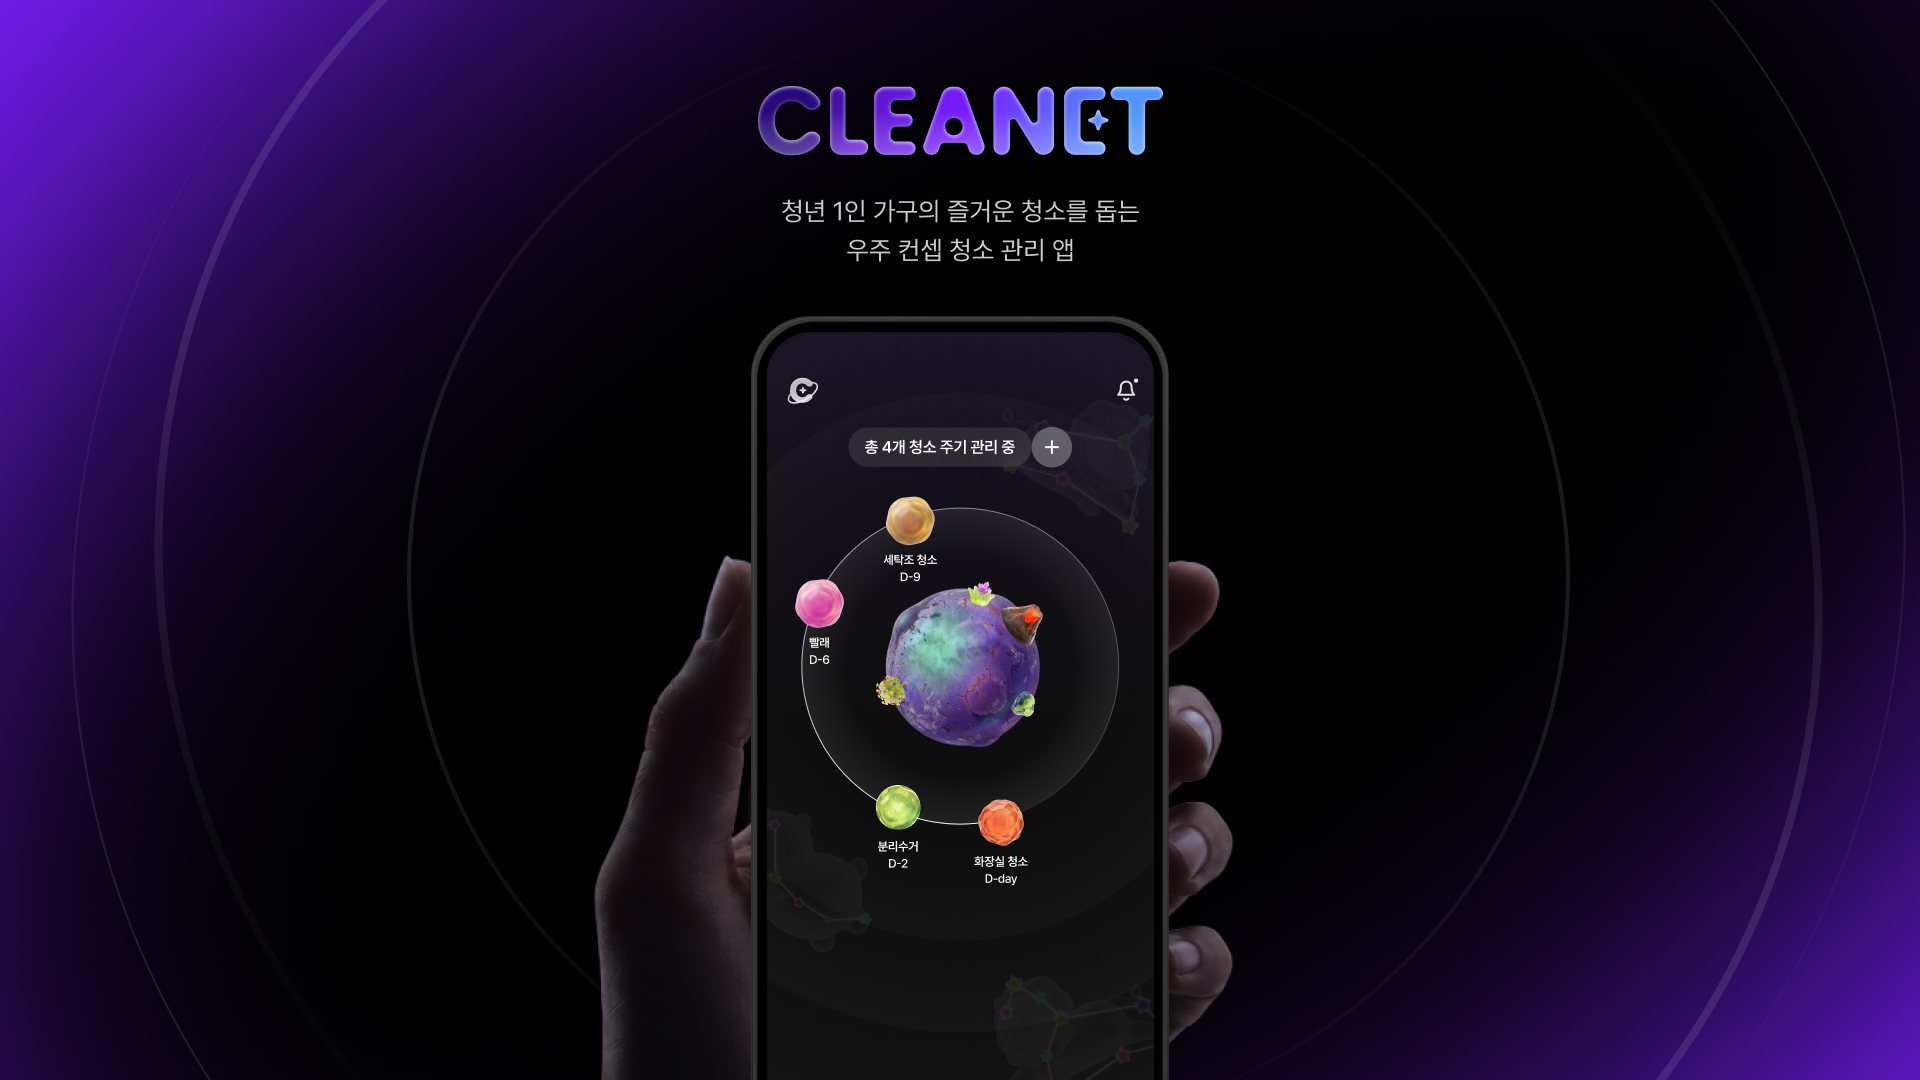 CLEANET
청년 1인 가구의 즐거운 청소를 돕는
우주 컨셉 청소 관리 앱
총 4개 청소 주기 관리 중
세탁조 청소
D-9
빨래
D-6
분리수거
D-2
화장실 청소
D-day